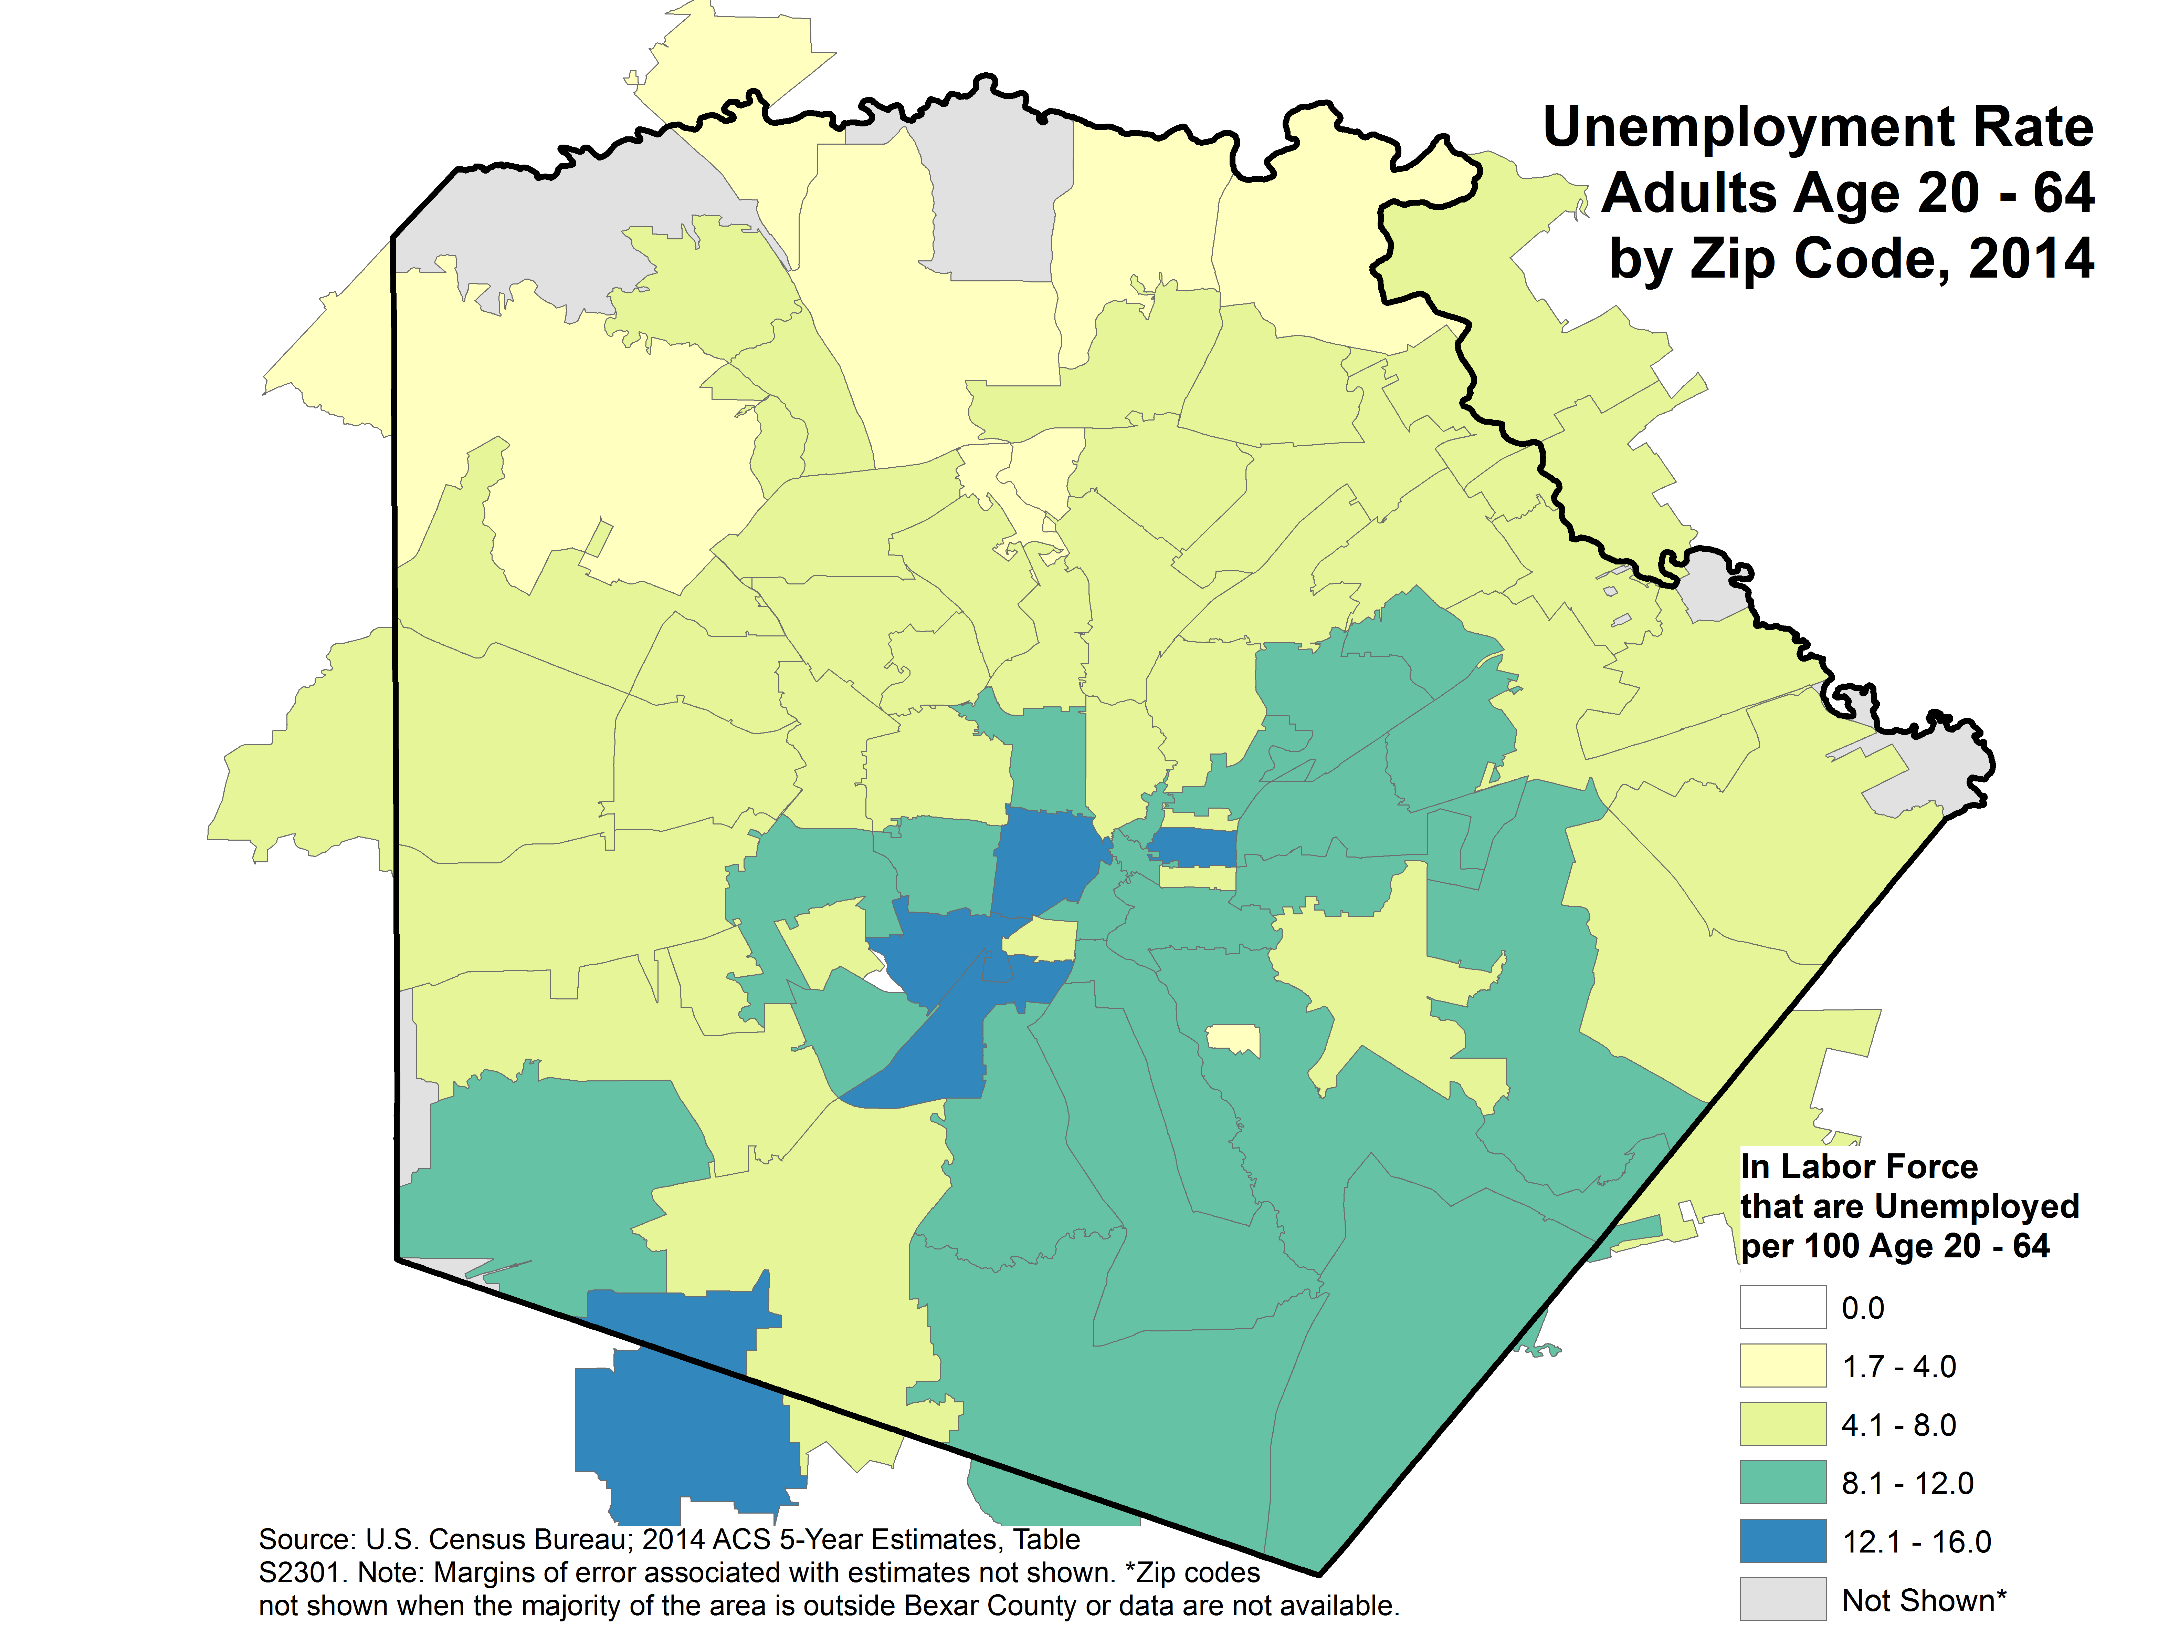 Unemployment Rate
Adults Age 20 - 64
by Zip Code, 2014
In Labor Force
that are Unemployed
per 100 Age 20 - 64
0.0
1.7 - 4.0
4.1 - 8.0
8.1 - 12.0
12.1 - 16.0
Not Shown*
Source: U.S. Census Bureau; 2014 ACS 5-Year Estimates, Table
S2301. Note: Margins of error associated with estimates not shown. *Zip codes
not shown when the majority of the area is outside Bexar County or data are not available.